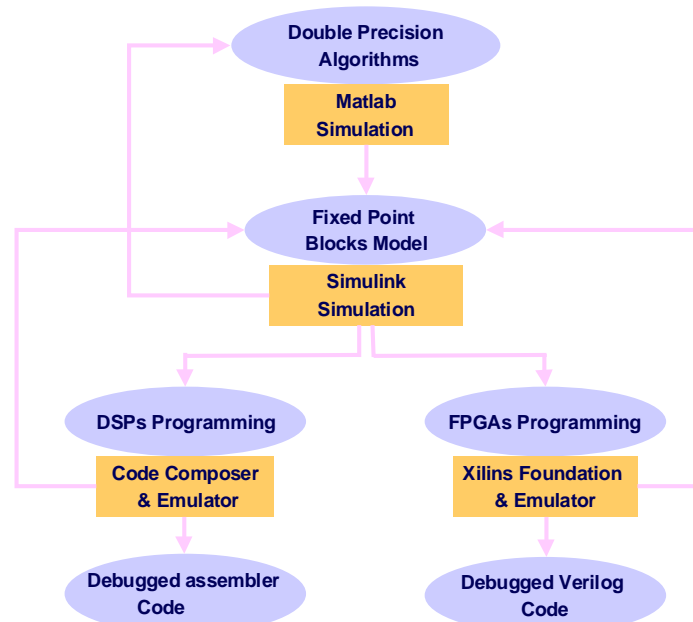 Double Precision
Algorithms
Matlab
Simulation
Fixed Point
Blocks Model
Simulink
Simulation
DSPs Programming
FPGAs Programming
Code Composer
& Emulator
Xilins Foundation
& Emulator
Debugged assembler
Code
Debugged Verilog
Code